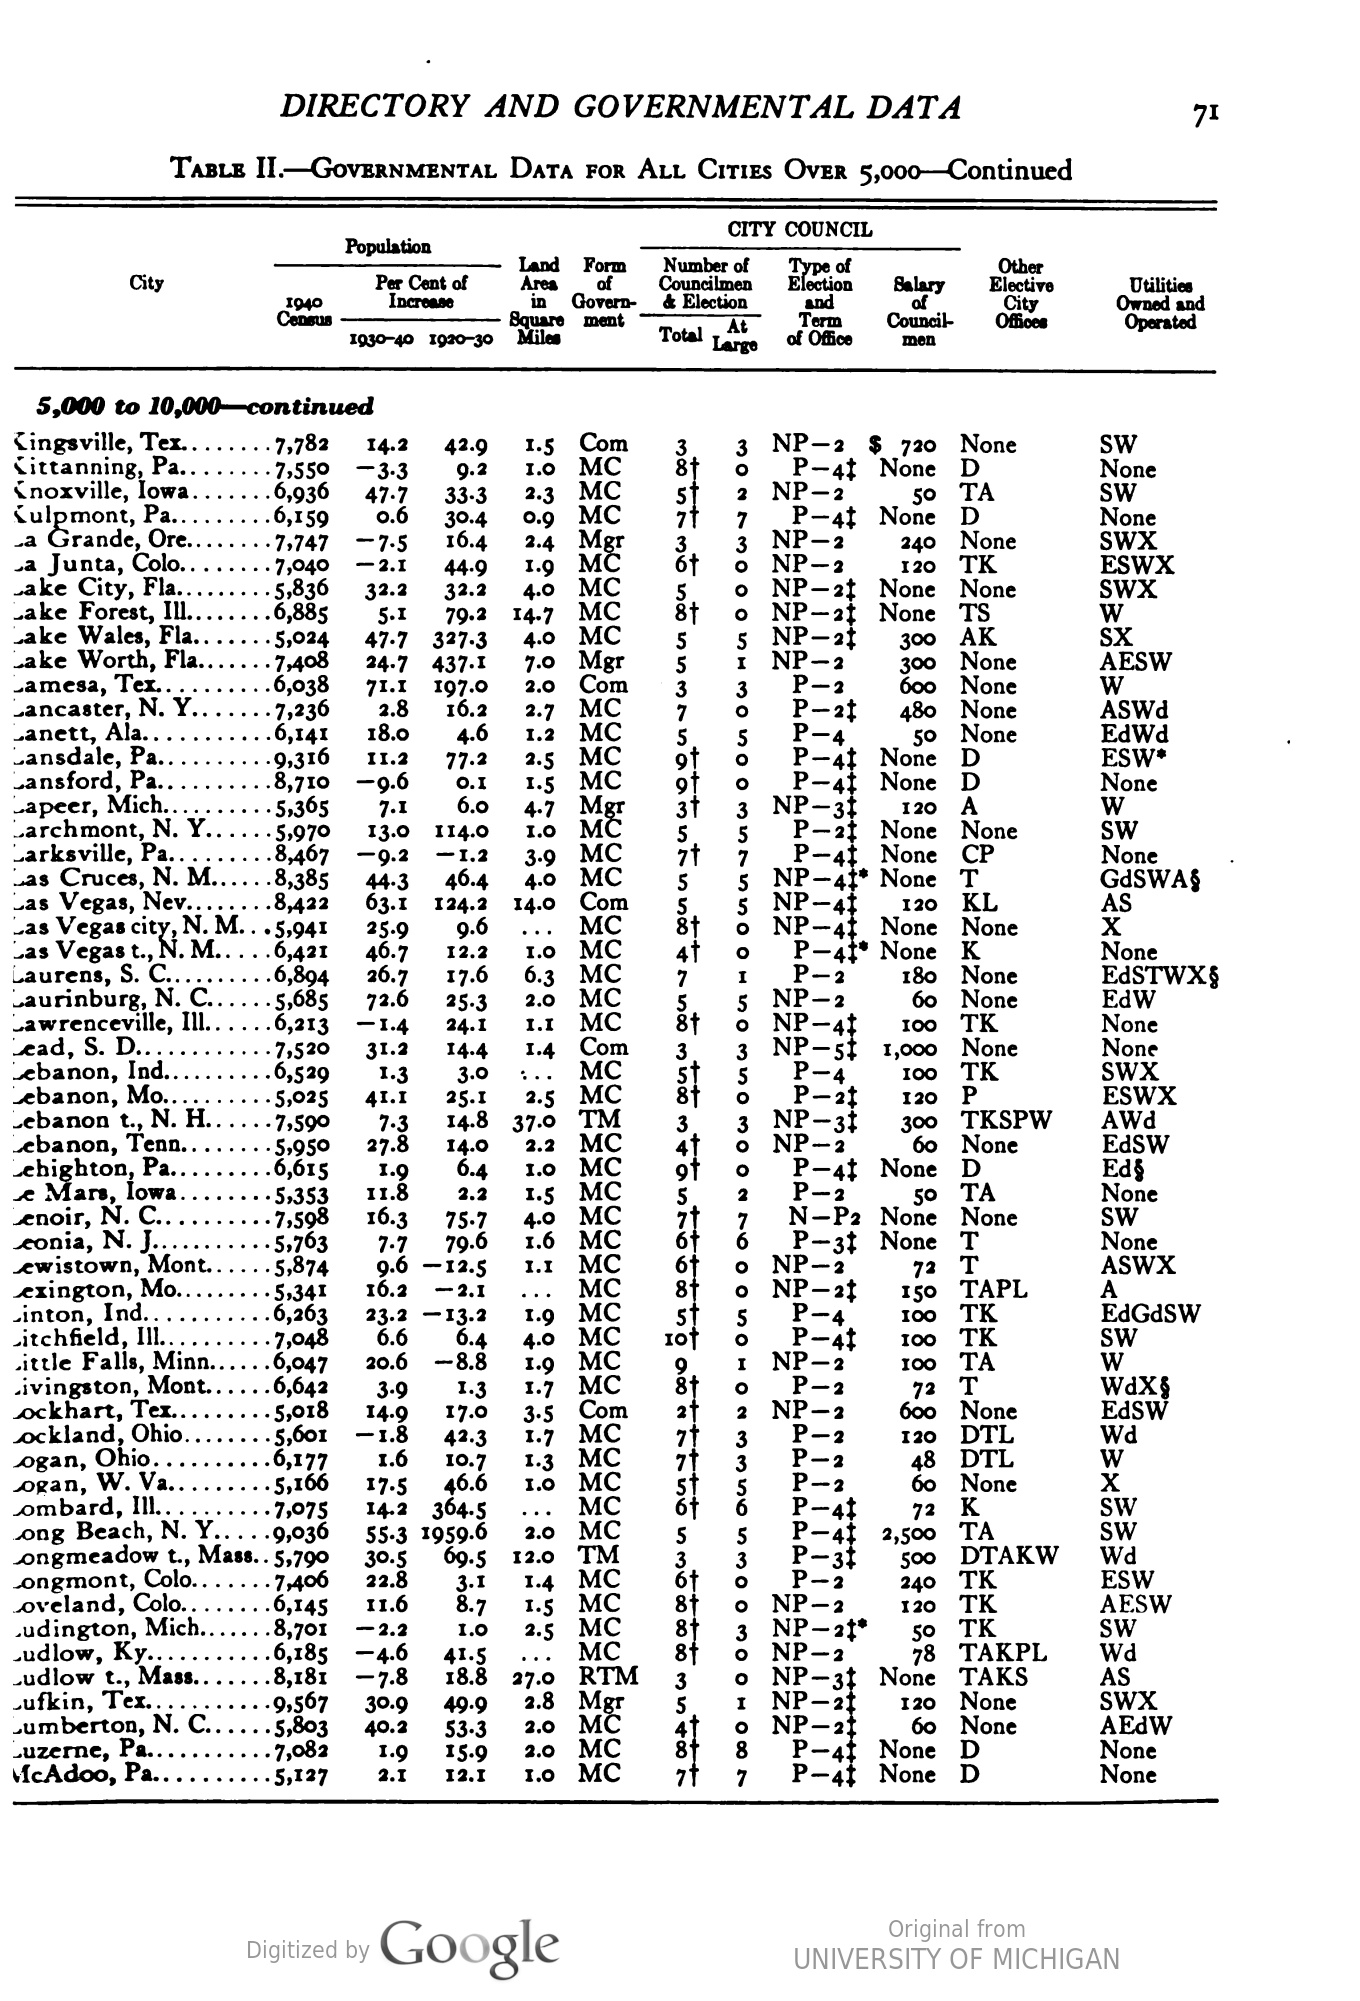 DIRECTORY AND GOVERNMENTAL DATA 71
TABLE II.—GOVERNMENTAL DATA FOR ALL CITIES OVER 5,000—Continued
CITY COUNCIL
Population
City 1940 Census Per Cent of Increase 1930-40 1920-30 Land Area in Square Miles Form of Govern-ment Number of Councilmen & Election Total At Large Type of Election and Term of Office Salary of Council-men Other Elective City Offices Utilities Owned and Operated
5,000 to 10,000—continued
Kingsville, Tex........7,782 14.2 42.9 1.5 Com 3 3 NP—2 $ 720 None SW
Kittanning, Pa........7,550 —3.3 9.2 1.0 MC 8† 0 P—4‡ None D None
Knoxville, Iowa.......6,936 47.7 33.3 2.3 MC 5† 2 NP—2 50 TA SW
Kulpmont, Pa.........6,159 0.6 30.4 0.9 MC 7† 7 P—4‡ None D None
La Grande, Ore........7,747 —7.5 16.4 2.4 Mgr 3 3 NP—2 240 None SWX
La Junta, Colo........7,040 —2.1 44.9 1.9 MC 6† 0 NP—2 120 TK ESWX
Lake City, Fla.........5,836 32.2 32.2 4.0 MC 5 0 NP—2‡ None None SWX
Lake Forest, Ill........6,885 5.1 79.2 14.7 MC 8† 0 NP—2‡ None TS W
Lake Wales, Fla.......5,024 47.7 327.3 4.0 MC 5 5 NP—2‡ 300 AK SX
Lake Worth, Fla.......7,408 24.7 437.1 7.0 Mgr 5 1 NP—2 300 None AESW
Lamesa, Tex..........6,038 71.1 197.0 2.0 Com 3 3 P—2 600 None W
Lancaster, N. Y.......7,236 2.8 16.2 2.7 MC 7 0 P—2‡ 480 None ASWd
Lanett, Ala...........6,141 18.0 4.6 1.2 MC 5 5 P—4 50 None EdWd
Lansdale, Pa..........9,316 11.2 77.2 2.5 MC 9† 0 P—4‡ None D ESW*
Lansford, Pa..........8,710 —9.6 0.1 1.5 MC 9† 0 P—4‡ None D None
Lapeer, Mich.........5,365 7.1 6.0 4.7 Mgr 3† 3 NP—3‡ 120 A W
Larchmont, N. Y......5,970 13.0 114.0 1.0 MC 5 5 P—2‡ None None SW
Larksville, Pa.........8,467 —9.2 —1.2 3.9 MC 7† 7 P—4‡ None CP None
Las Cruces, N. M......8,385 44.3 46.4 4.0 MC 5 5 NP—4‡* None T GdSWA§
Las Vegas, Nev........8,422 63.1 124.2 14.0 Com 5 5 NP—4‡ 120 KL AS
Las Vegas city, N. M...5,941 25.9 9.6 ... MC 8† 0 NP—4‡ None None X
Las Vegas t., N. M.....6,421 46.7 12.2 1.0 MC 4† 0 P—4‡* None K None
Laurens, S. C..........6,894 26.7 17.6 6.3 MC 7 1 P—2 180 None EdSTWX§
Laurinburg, N. C......5,685 72.6 25.3 2.0 MC 5 5 NP—2 60 None EdW
Lawrenceville, Ill......6,213 —1.4 24.1 1.1 MC 8† 0 NP—4‡ 100 TK None
Lead, S. D............7,520 31.2 14.4 1.4 Com 3 3 NP—5‡ 1,000 None None
Lebanon, Ind..........6,529 1.3 3.0 ... MC 5† 5 P—4 100 TK SWX
Lebanon, Mo..........5,025 41.1 25.1 2.5 MC 8† 0 P—2‡ 120 P ESWX
Lebanon t., N. H......7,590 7.3 14.8 37.0 TM 3 3 NP—3‡ 300 TKSPW AWd
Lebanon, Tenn........5,950 27.8 14.0 2.2 MC 4† 0 NP—2 60 None EdSW
Lehighton, Pa.........6,615 1.9 6.4 1.0 MC 9† 0 P—4‡ None D Ed§
Le Mars, Iowa........5,353 11.8 2.2 1.5 MC 5 2 P—2 50 TA None
Lenoir, N. C..........7,598 16.3 75.7 4.0 MC 7† 7 N—P2 None None SW
Leonia, N. J...........5,763 7.7 79.6 1.6 MC 6† 6 P—3‡ None T None
Lewistown, Mont......5,874 9.6 —12.5 1.1 MC 6† 0 NP—2 72 T ASWX
Lexington, Mo.........5,341 16.2 —2.1 ... MC 8† 0 NP—2‡ 150 TAPL A
Linton, Ind...........6,263 23.2 —13.2 1.9 MC 5† 5 P—4 100 TK EdGdSW
Litchfield, Ill..........7,048 6.6 6.4 4.0 MC 10† 0 P—4‡ 100 TK SW
Little Falls, Minn......6,047 20.6 —8.8 1.9 MC 9 1 NP—2 100 TA W
Livingston, Mont......6,642 3.9 1.3 1.7 MC 8† 0 P—2 72 T WdX§
Lockhart, Tex.........5,018 14.9 17.0 3.5 Com 2† 2 NP—2 600 None EdSW
Lockland, Ohio........5,601 —1.8 42.3 1.7 MC 7† 3 P—2 120 DTL Wd
Logan, Ohio..........6,177 1.6 10.7 1.3 MC 7† 3 P—2 48 DTL W
Logan, W. Va.........5,166 17.5 46.6 1.0 MC 5† 5 P—2 60 None X
Lombard, Ill..........7,075 14.2 364.5 ... MC 6† 6 P—4‡ 72 K SW
Long Beach, N. Y.....9,036 55.3 1959.6 2.0 MC 5 5 P—4‡ 2,500 TA SW
Longmeadow t., Mass..5,790 30.5 69.5 12.0 TM 3 3 P—3‡ 500 DTAKW Wd
Longmont, Colo.......7,406 22.8 3.1 1.4 MC 6† 0 P—2 240 TK ESW
Loveland, Colo........6,145 11.6 8.7 1.5 MC 8† 0 NP—2 120 TK AESW
Ludington, Mich.......8,701 —2.2 1.0 2.5 MC 8† 3 NP—2‡* 50 TK SW
Ludlow, Ky...........6,185 —4.6 41.5 ... MC 8† 0 NP—2 78 TAKPL Wd
Ludlow t., Mass.......8,181 —7.8 18.8 27.0 RTM 3 0 NP—3‡ None TAKS AS
Lufkin, Tex...........9,567 30.9 49.9 2.8 Mgr 5 1 NP—2‡ 120 None SWX
Lumberton, N. C......5,803 40.2 53.3 2.0 MC 4† 0 NP—2‡ 60 None AEdW
Luzerne, Pa...........7,082 1.9 15.9 2.0 MC 8† 8 P—4‡ None D None
McAdoo, Pa..........5,127 2.1 12.1 1.0 MC 7† 7 P—4‡ None D None
Digitized by Google
Original from
UNIVERSITY OF MICHIGAN